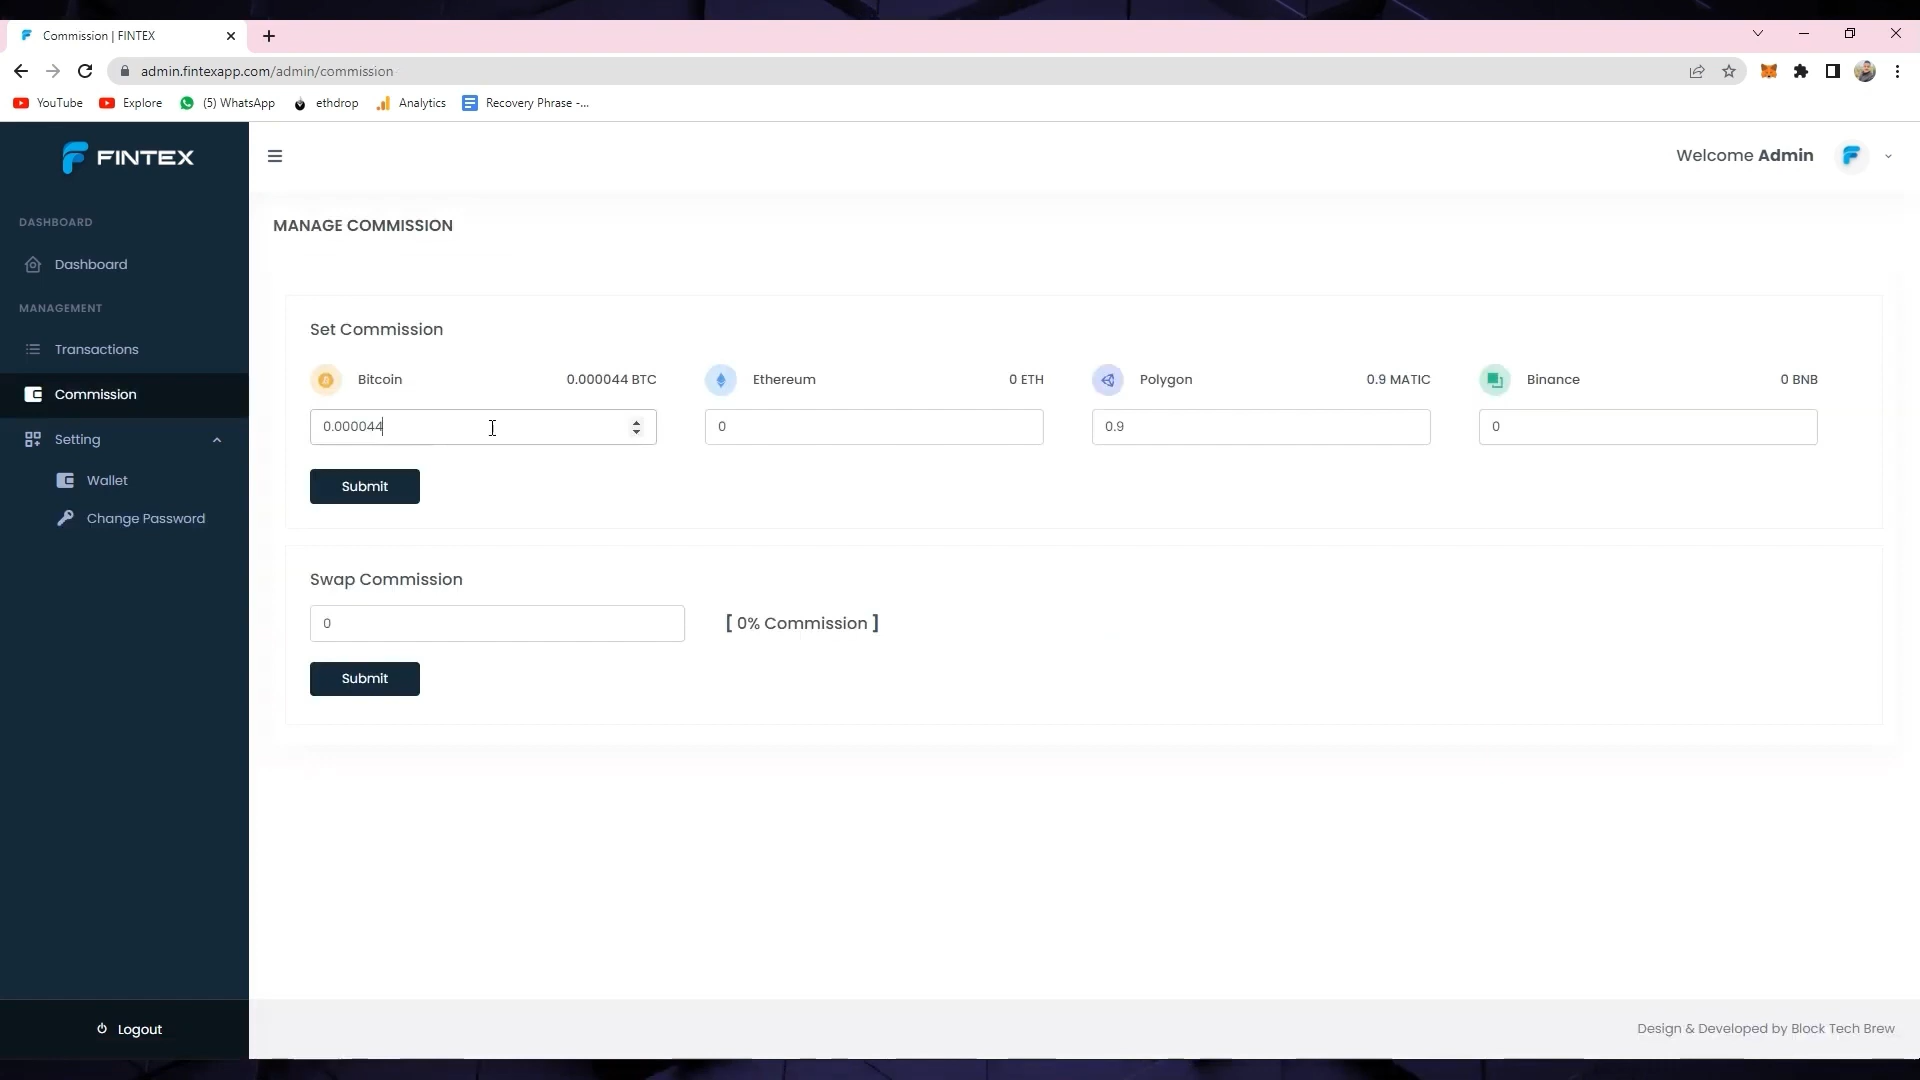 Commission | FINTEX
admin.fintexapp.com/admin/commission
YouTube Explore (5) WhatsApp ethdrop Analytics Recovery Phrase -...
FINTEX
Welcome Admin
DASHBOARD
Dashboard
MANAGEMENT
Transactions
Commission
Setting
Wallet
Change Password
Logout
MANAGE COMMISSION
Set Commission
Bitcoin 0.000044 BTC Ethereum 0 ETH Polygon 0.9 MATIC Binance 0 BNB
0.000044 0 0.9 0
Submit
Swap Commission
0 [ 0% Commission ]
Submit
Design & Developed by Block Tech Brew